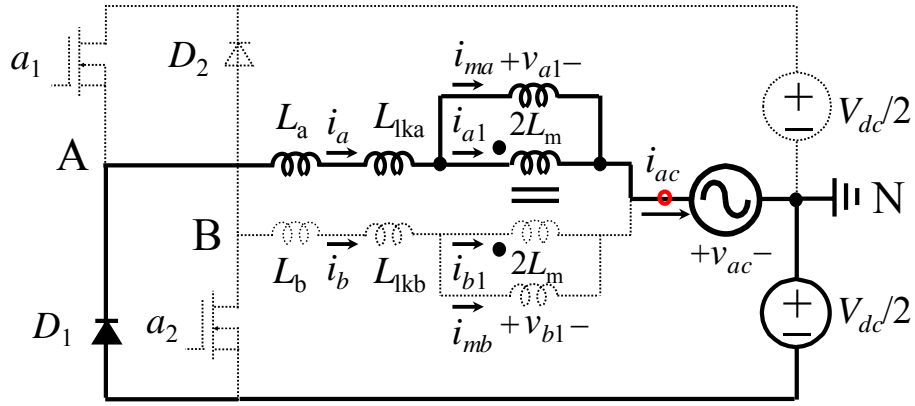 a1
D2
ima +va1−
La ia Llka ia1 2Lm
+ − Vdc/2
A
iac
N
B
Lb ib Llkb ib1 2Lm
+vac−
D1 a2
imb +vb1−
+ − Vdc/2